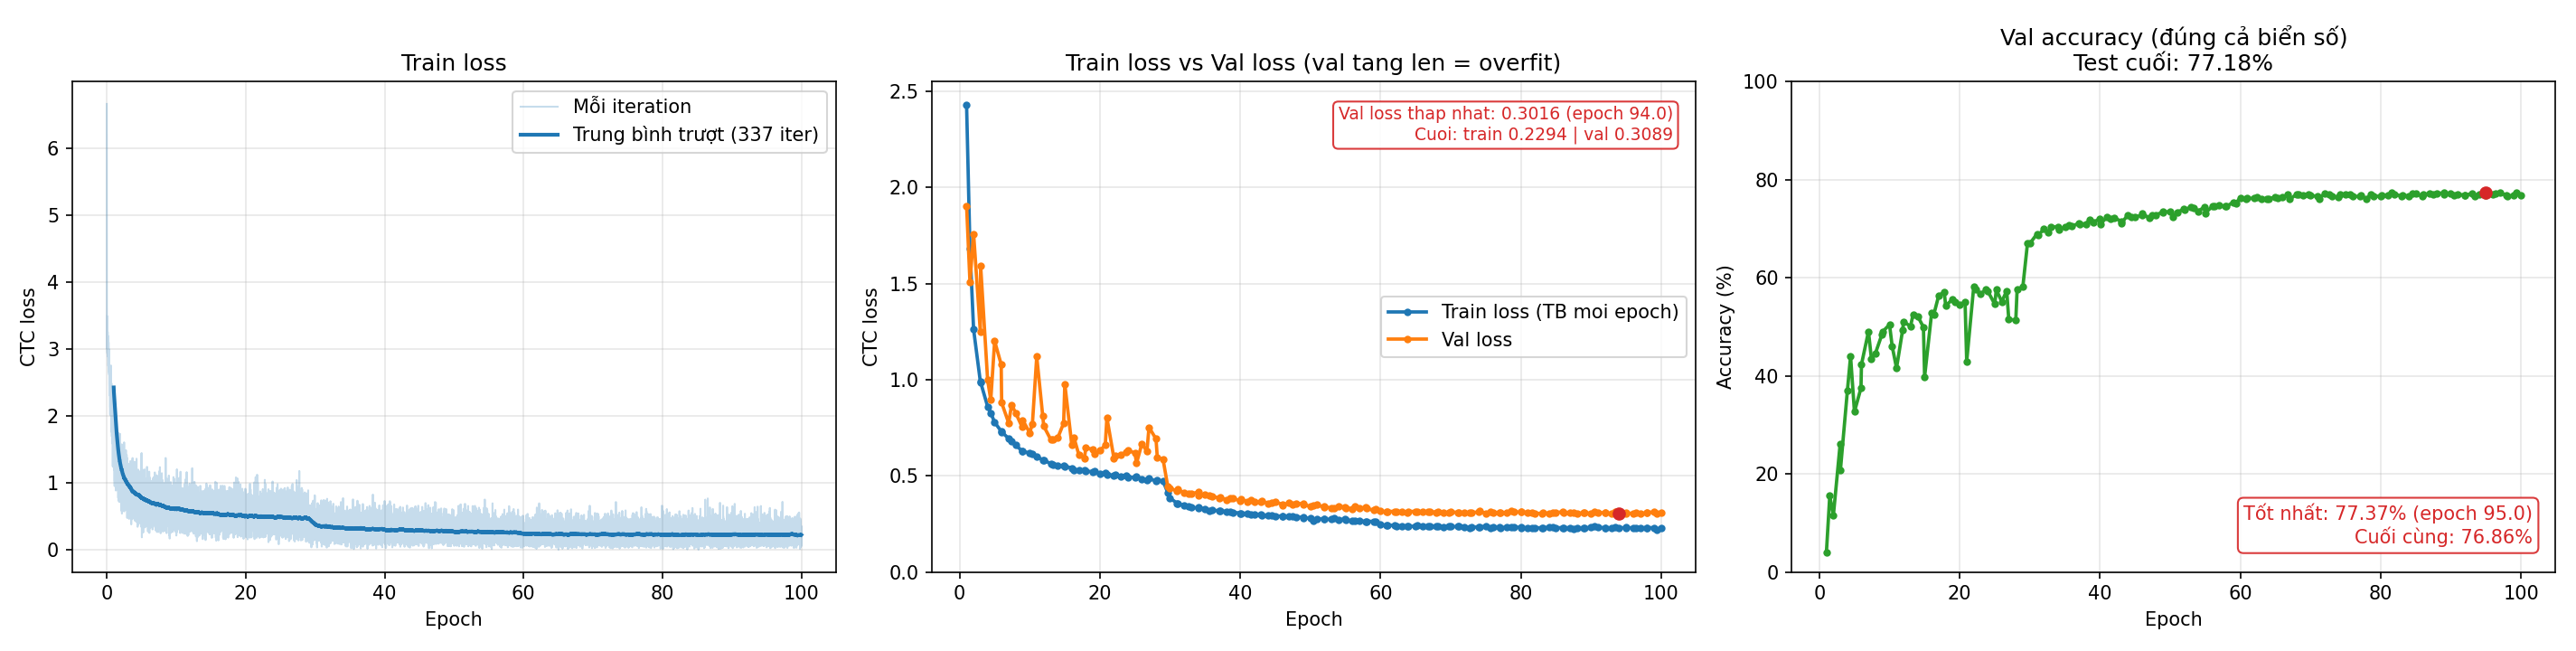 Train loss
Mỗi iteration
Trung bình trượt (337 iter)
6
5
4
3
2
1
0
CTC loss
0 20 40 60 80 100
Epoch
Train loss vs Val loss (val tang len = overfit)
Val loss thap nhat: 0.3016 (epoch 94.0)
Cuoi: train 0.2294 | val 0.3089
Train loss (TB moi epoch)
Val loss
2.5
2.0
1.5
1.0
0.5
0.0
CTC loss
0 20 40 60 80 100
Epoch
Val accuracy (đúng cả biển số)
Test cuối: 77.18%
100
80
60
40
20
0
Accuracy (%)
Tốt nhất: 77.37% (epoch 95.0)
Cuối cùng: 76.86%
0 20 40 60 80 100
Epoch